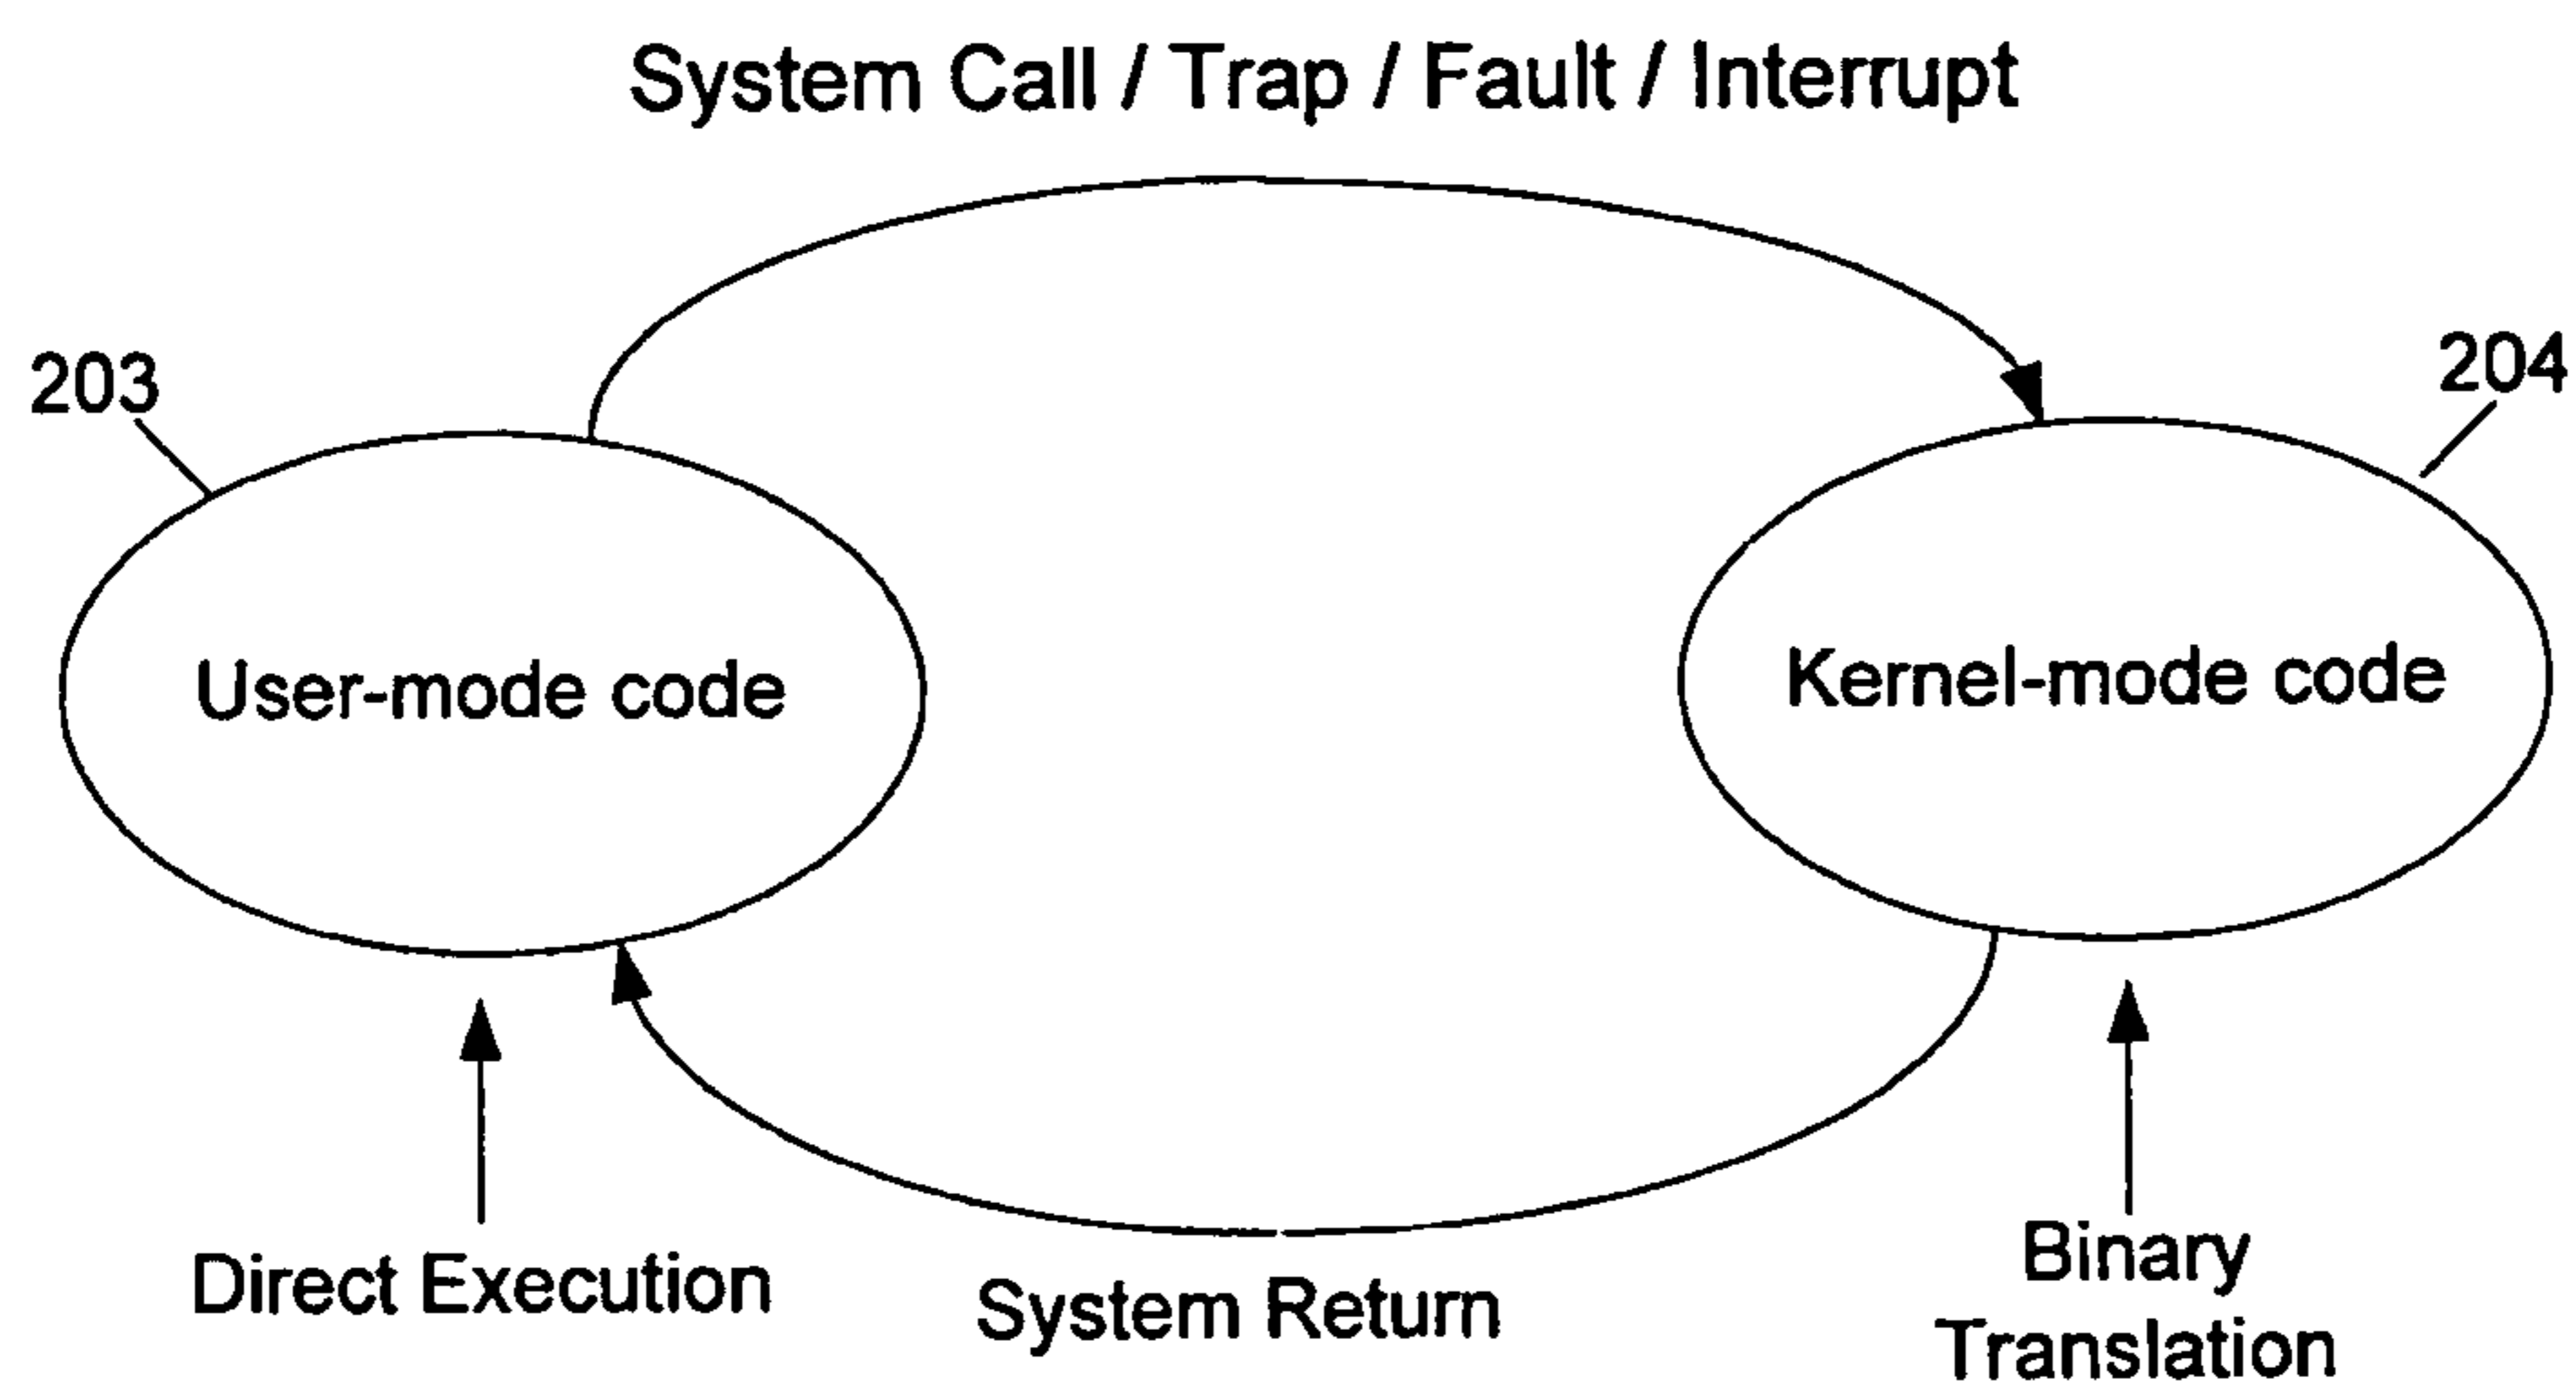 System Call / Trap / Fault / Interrupt
203
204
User-mode code
Kernel-mode code
Direct Execution
System Return
Binary
Translation